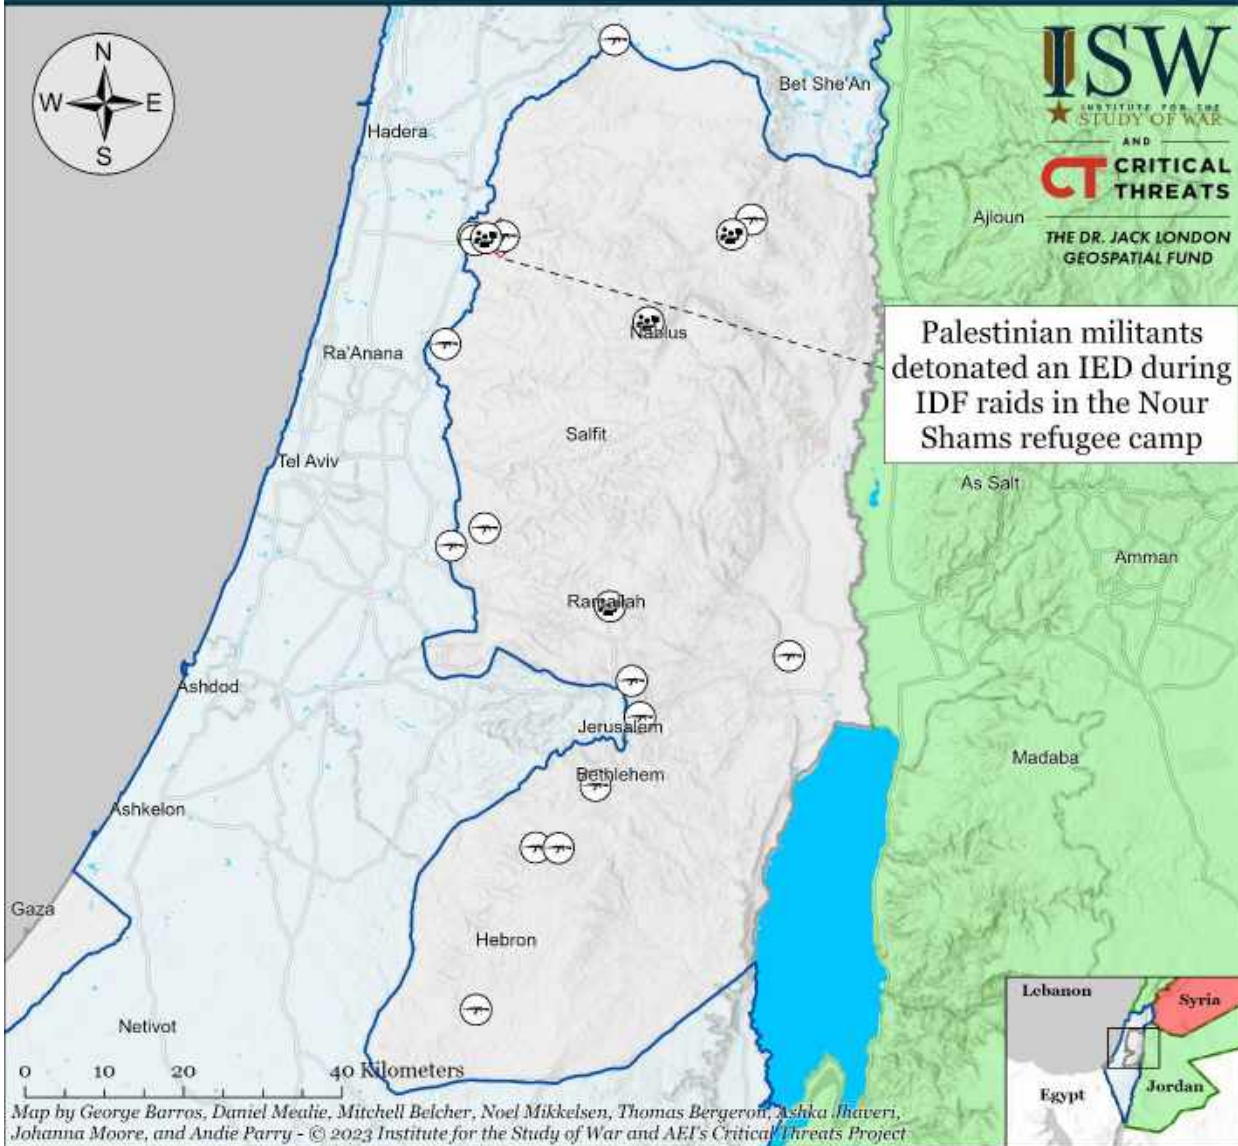 N
W E
S
Hadera
Bet She'An
ISW
INSTITUTE FOR THE
STUDY OF WAR
AND
CT CRITICAL
THREATS
THE DR. JACK LONDON
GEOSPATIAL FUND
Ajloun
Palestinian militants
detonated an IED during
IDF raids in the Nour
Shams refugee camp
Nablus
Ra'Anana
Salfit
Tel Aviv
As Salt
Amman
Ramallah
Ashdod
Jerusalem
Madaba
Bethlehem
Ashkelon
Gaza
Hebron
Netivot
0 10 20 40 Kilometers
Lebanon
Syria
Egypt
Jordan
Map by George Barros, Daniel Mealie, Mitchell Belcher, Noel Mikkelsen, Thomas Bergeron, Ashka Jhaveri,
Johanna Moore, and Andie Parry - © 2023 Institute for the Study of War and AEI's Critical Threats Project